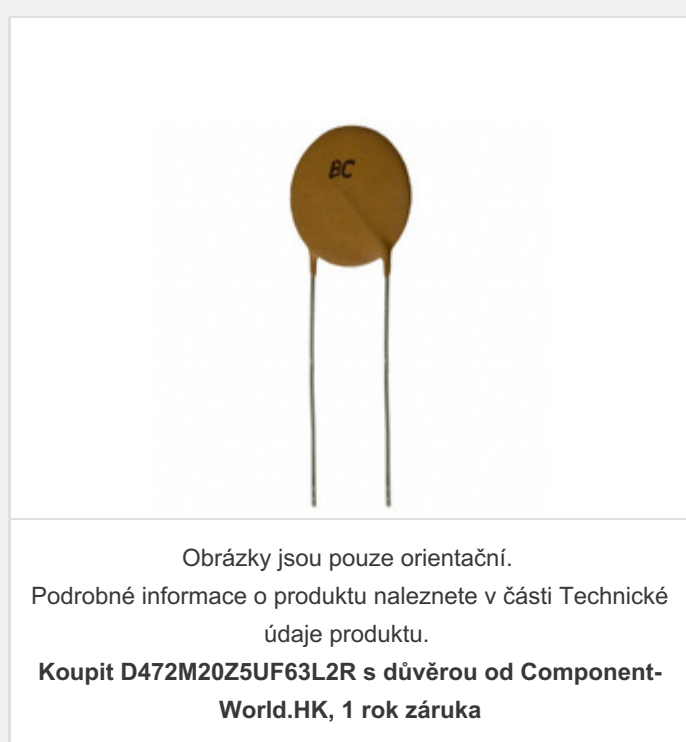 BC
Obrázky jsou pouze orientační.
Podrobné informace o produktu naleznete v části Technické
údaje produktu.
Koupit D472M20Z5UF63L2R s důvěrou od Component-
World.HK, 1 rok záruka